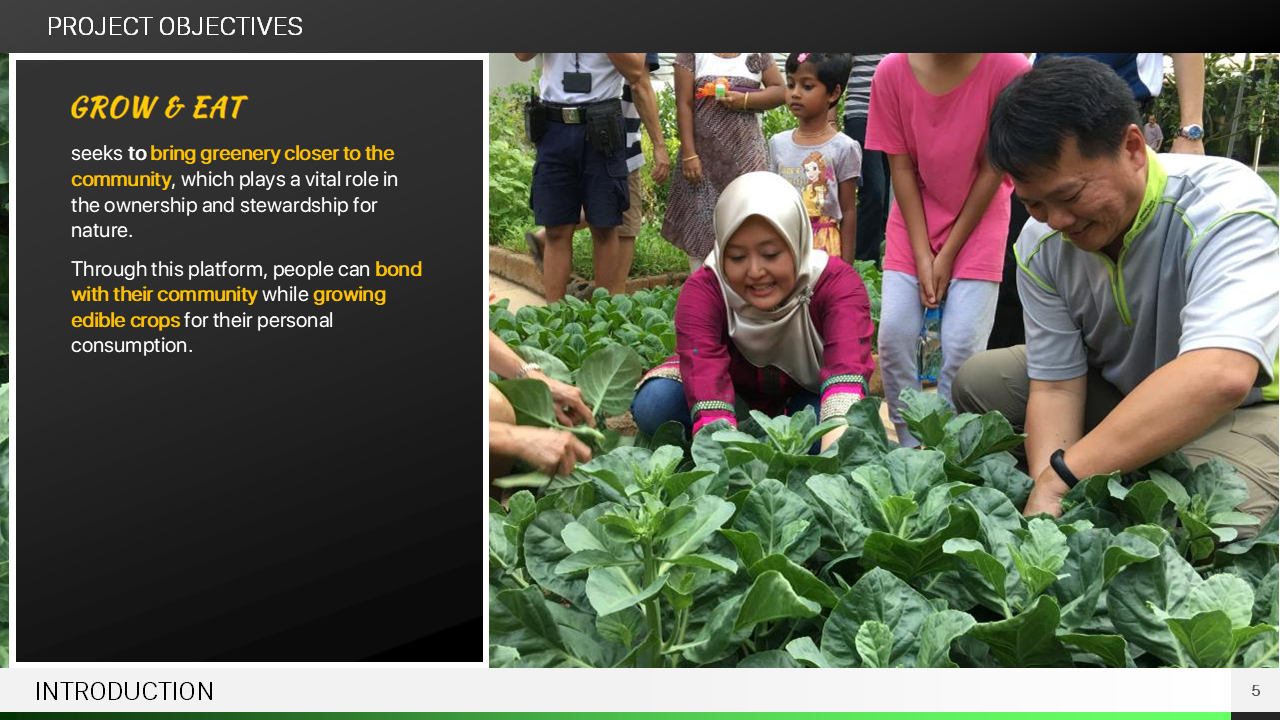 PROJECT OBJECTIVES
GROW & EAT
seeks to bring greenery closer to the
community, which plays a vital role in
the ownership and stewardship for
nature.
Through this platform, people can bond
with their community while growing
edible crops for their personal
consumption.
INTRODUCTION
5